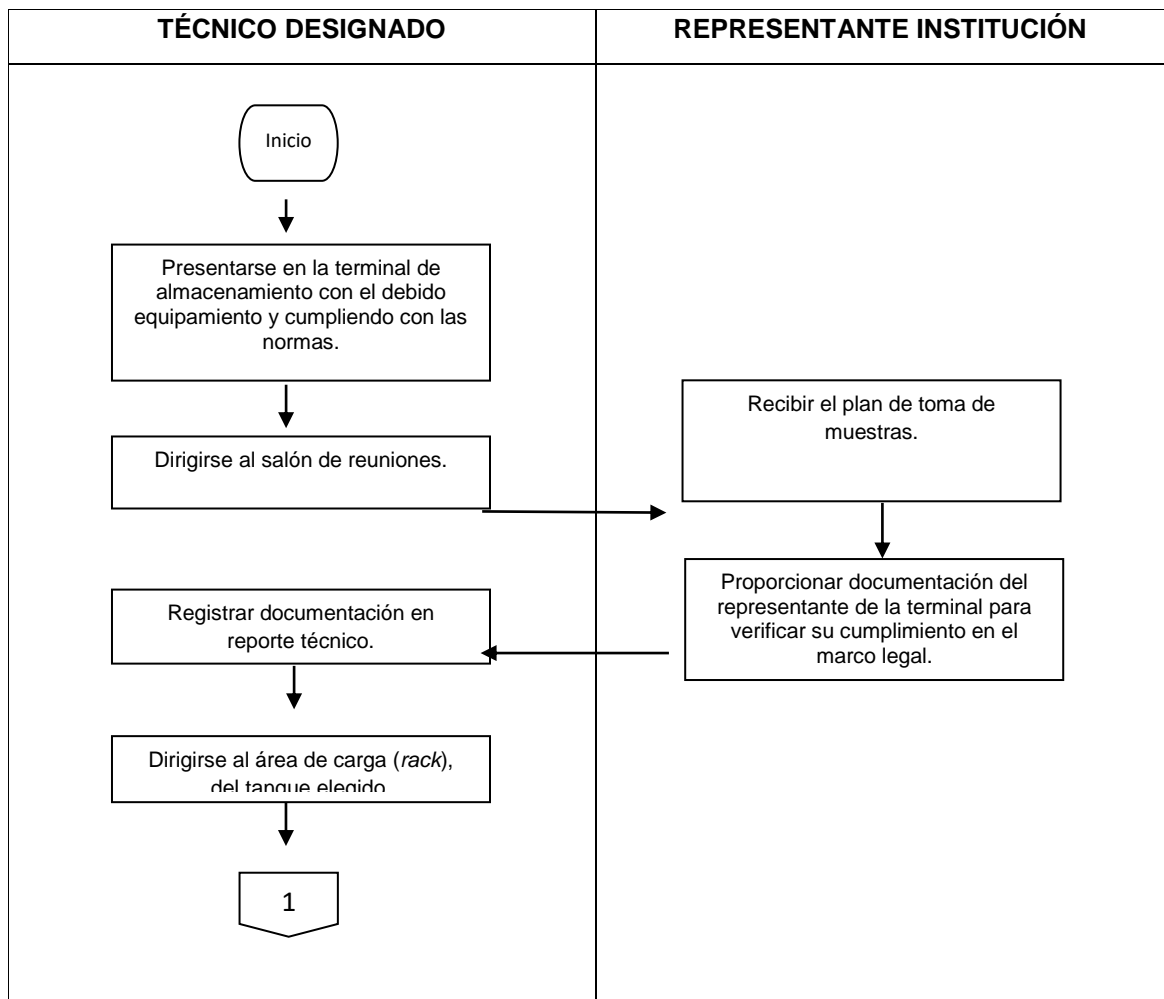 TÉCNICO DESIGNADO
REPRESENTANTE INSTITUCIÓN
Inicio
Presentarse en la terminal de
almacenamiento con el debido
equipamiento y cumpliendo con las
normas.
Dirigirse al salón de reuniones.
Recibir el plan de toma de
muestras.
Proporcionar documentación del
representante de la terminal para
verificar su cumplimiento en el
marco legal.
Registrar documentación en
reporte técnico.
Dirigirse al área de carga (rack),
del tanque elegido
1